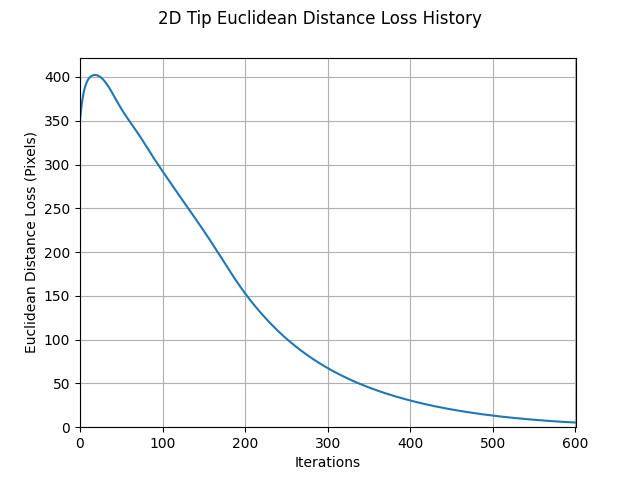 2D Tip Euclidean Distance Loss History
400
350
300
250
200
150
100
50
0
Euclidean Distance Loss (Pixels)
0 100 200 300 400 500 600
Iterations